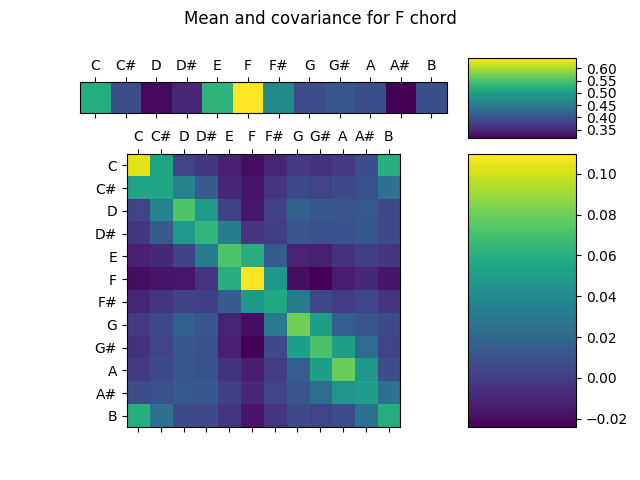 Mean and covariance for F chord
C C# D D# E F F# G G# A A# B
0.60
0.55
0.50
0.45
0.40
0.35
C C# D D# E F F# G G# A A# B
C
C#
D
D#
E
F
F#
G
G#
A
A#
B
0.10
0.08
0.06
0.04
0.02
0.00
−0.02